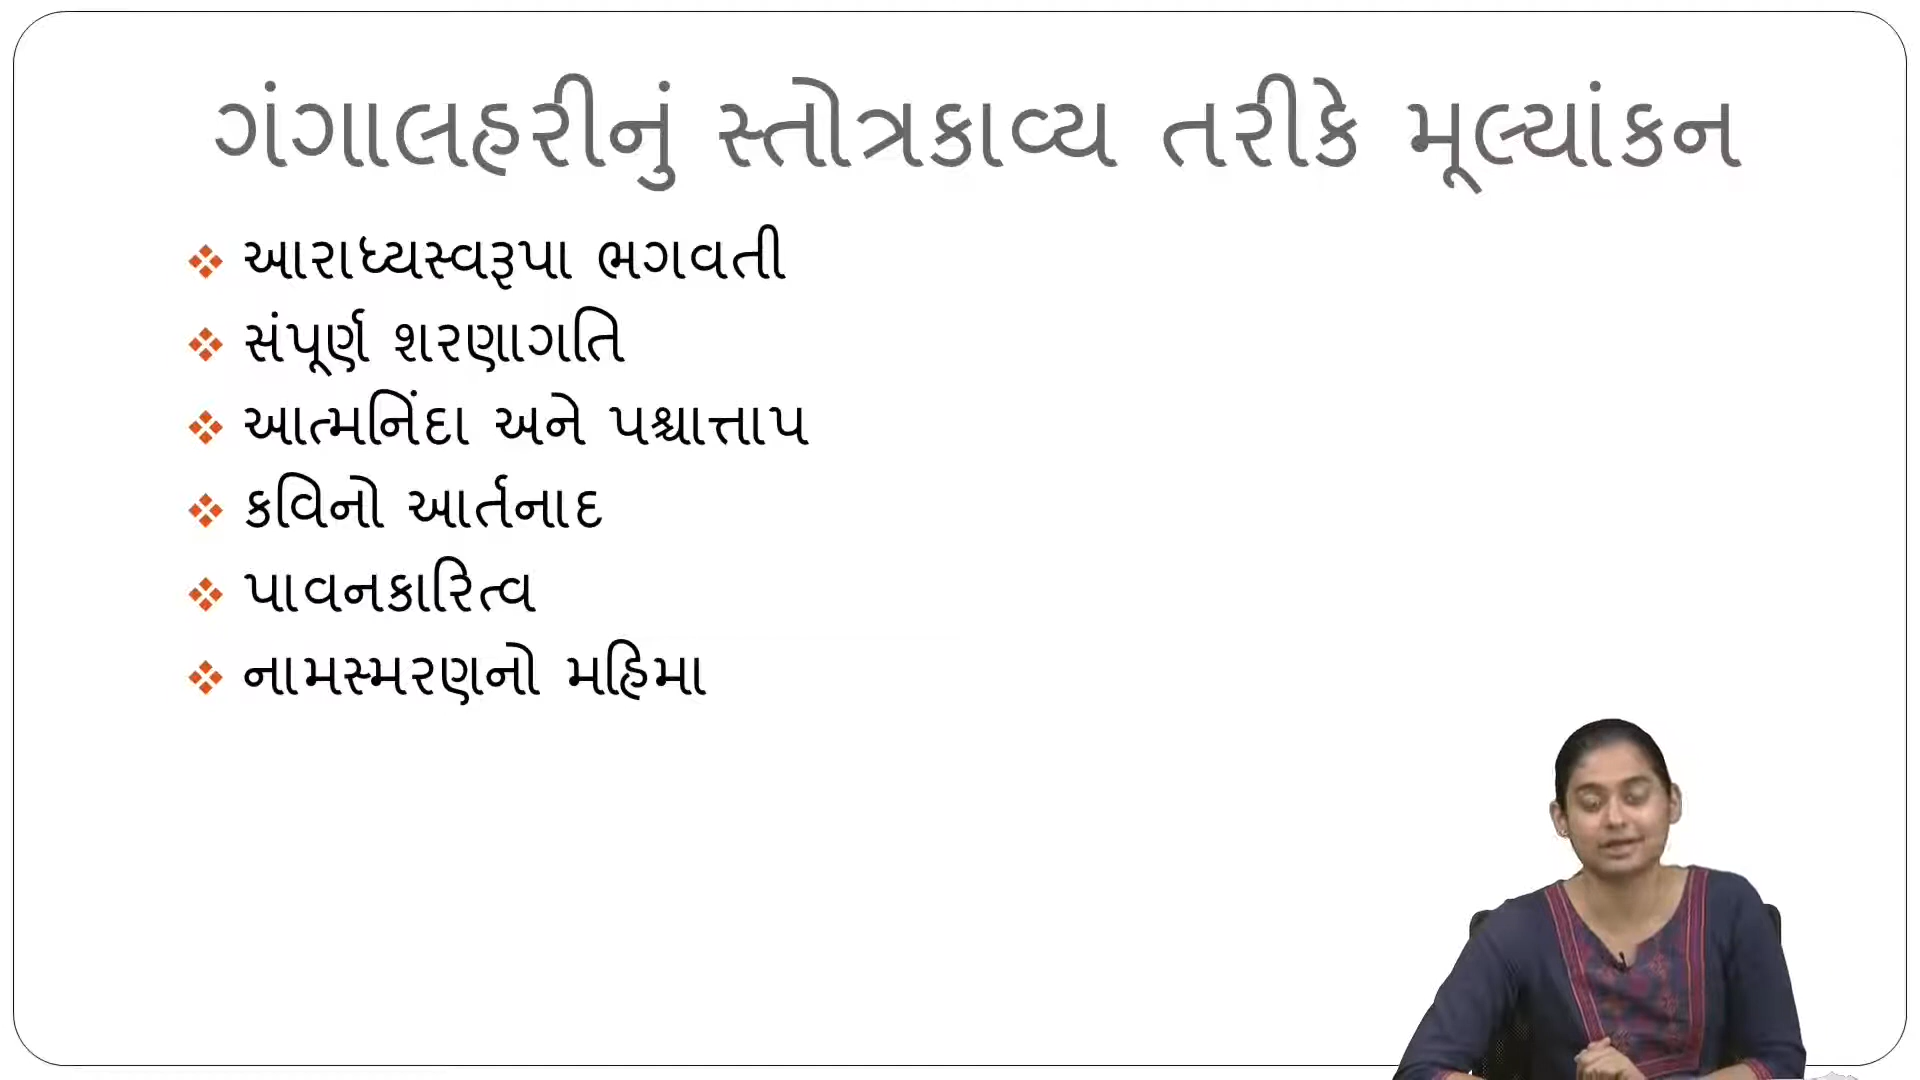 ગંગાલહરીનું સ્તોત્રકાવ્ય તરીકે મૂલ્યાંકન
આરાધ્યસ્વરૂપા ભગવતી
સંપૂર્ણ શરણાગતિ
આત્મનિંદા અને પશ્ચાત્તાપ
કવિનો આર્તનાદ
પાવનકારિત્વ
નામસ્મરણનો મહિમા